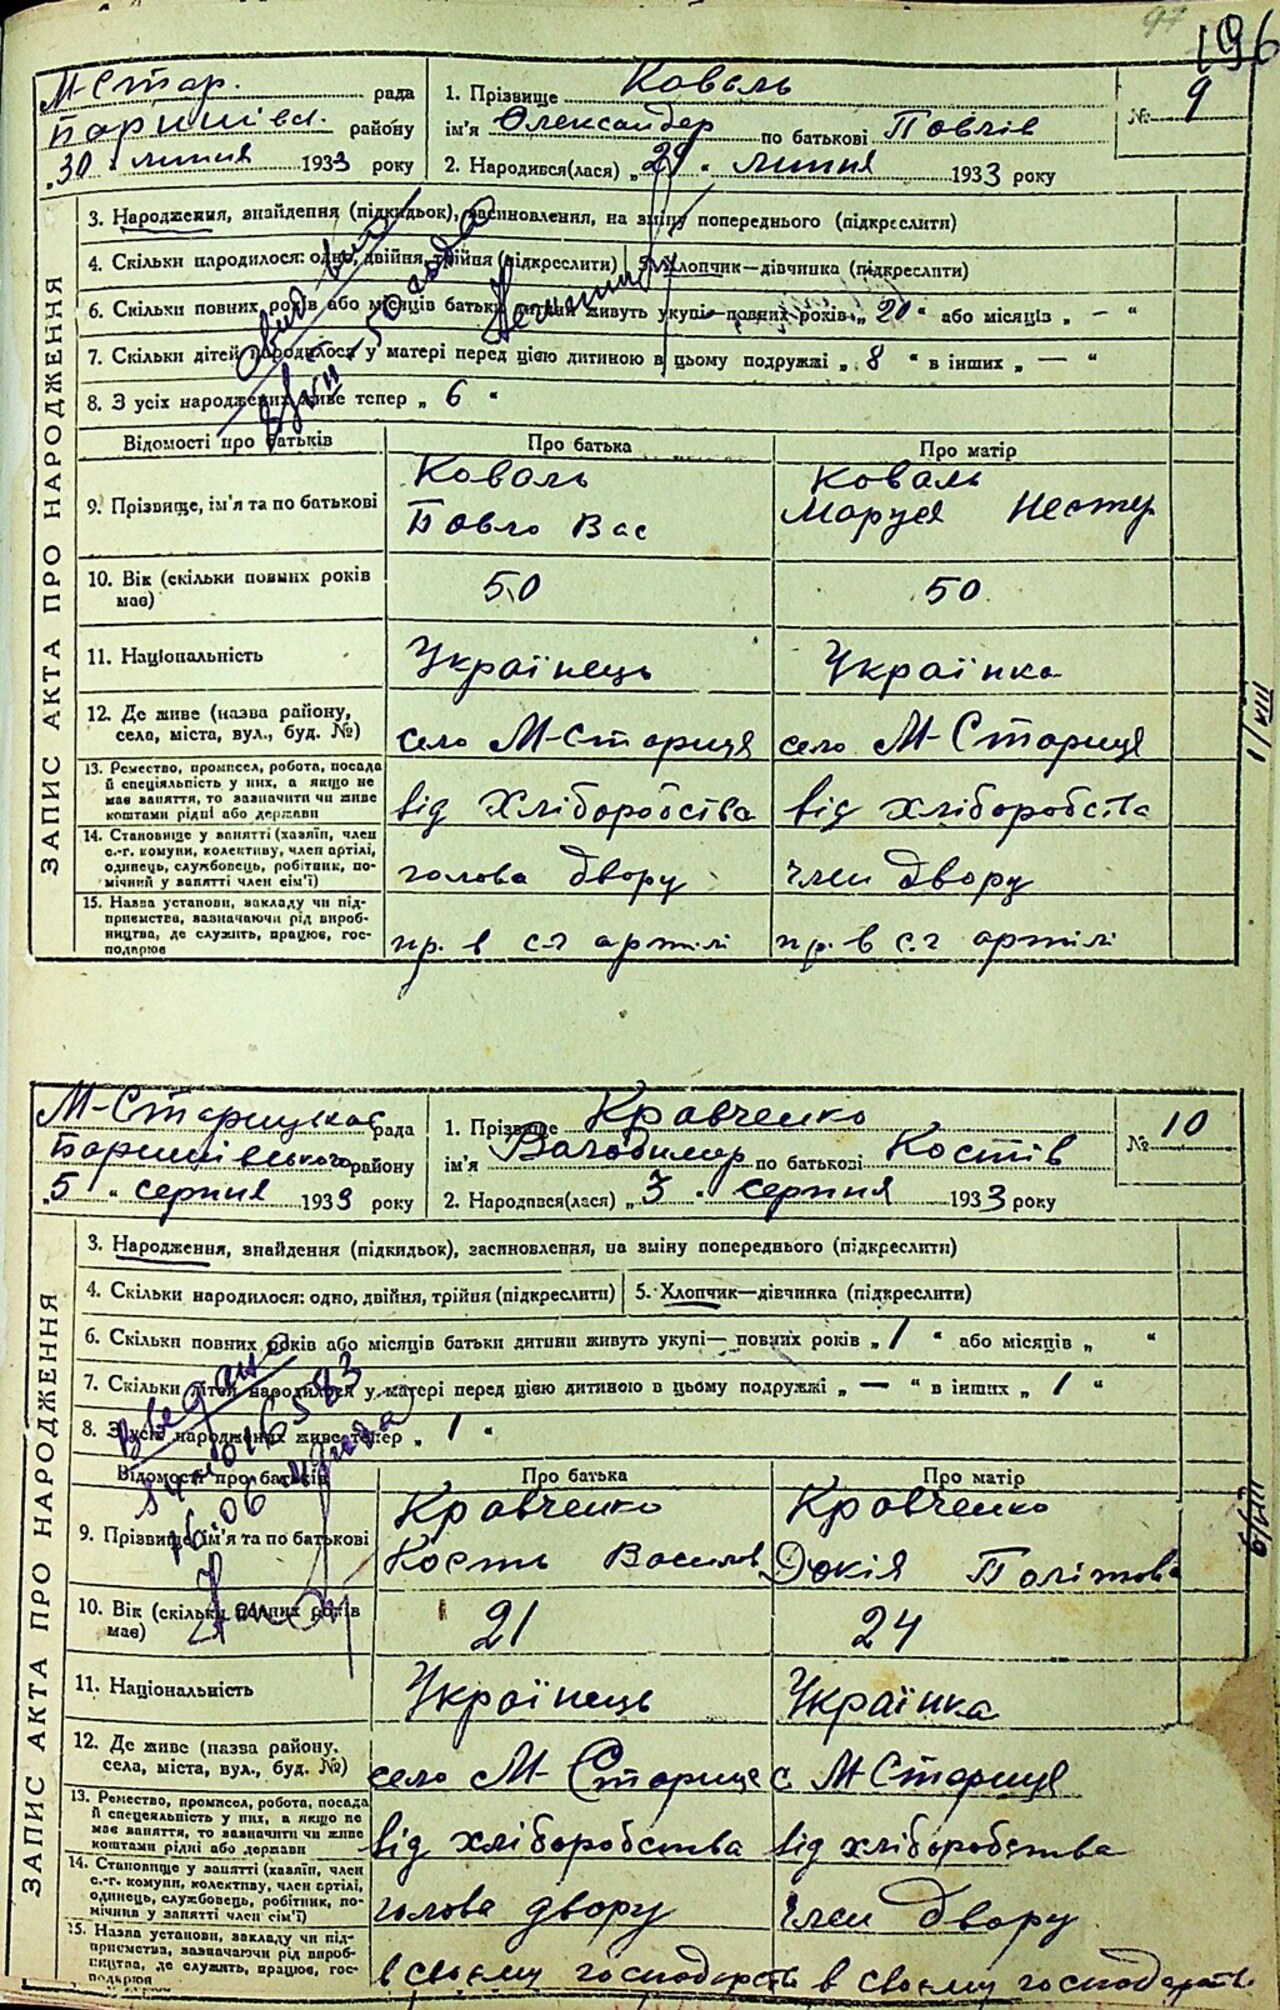 97
196
М-Стар. рада
Баришівсь. району
„30 " липня 1933 року
1. Прізвище Коваль
ім'я Олександер по батькові Павлів
2. Народився(лася) „29 " липня 1933 року
№ 9
ЗАПИС АКТА ПРО НАРОДЖЕННЯ
3. Народження, знайдення (підкидьок), засиновлення, на зміну попереднього (підкреслити)
4. Скільки народилося: одно, двійня, трійня (підкреслити) 5. Хлопчик—дівчинка (підкреслити)
6. Скільки повних років або місяців батьки дитини живуть укупі—повних років „ 20 " або місяців „ — "
7. Скільки дітей народилося у матері перед цією дитиною в цьому подружжі „ 8 " в інших „ — "
8. З усіх народжених живе тепер „ 6 "
Відомості про батьків Про батька Про матір
9. Прізвище, ім'я та по батькові
Коваль Павло Вас
Коваль Маруся Нестер
10. Вік (скільки повних років має) 50 50
11. Національність Українець Українка
12. Де живе (назва району, села, міста, вул., буд. №) село М-Стариця село М-Стариця
13. Ремество, промисел, робота, посада й спеціяльність у них, а якщо не має заняття, то зазначити чи живе коштами рідні або держави від хліборобства від хліборобства
14. Становище у занятті (хазяїн, член с.-г. комуни, колективу, член артілі, одинець, службовець, робітник, помічний у занятті член сім'ї) голова двору член двору
15. Назва установи, закладу чи підприємства, зазначаючи рід виробництва, де служить, працює, господарює пр. в с.г артілі пр. в с.г артілі
1/VIII
М-Старицькая рада
Баришівського району
„5 " серпня 1933 року
1. Прізвище Кравченко
ім'я Володимир по батькові Костів
2. Народився(лася) „ 3 " серпня 1933 року
№ 10
ЗАПИС АКТА ПРО НАРОДЖЕННЯ
3. Народження, знайдення (підкидьок), засиновлення, на зміну попереднього (підкреслити)
4. Скільки народилося: одно, двійня, трійня (підкреслити) 5. Хлопчик—дівчинка (підкреслити)
6. Скільки повних років або місяців батьки дитини живуть укупі— повних років „ 1 " або місяців „ "
7. Скільки дітей народилося у матері перед цією дитиною в цьому подружжі „ — " в інших „ 1 "
8. З усіх народжених живе тепер „ 1 "
Відомості про батьків Про батька Про матір
9. Прізвище, ім'я та по батькові
Кравченко Кость Василів
Кравченко Докія Політова
10. Вік (скільки повних років має) 21 24
11. Національність Українець Українка
12. Де живе (назва району, села, міста, вул., буд. №) село М-Стариця с. М-Стариця
13. Ремество, промисел, робота, посада й спецеяльність у них, а якщо не має заняття, то зазначити чи живе коштами рідні або держави від хліборобства від хліборобства
14. Становище у занятті (хазяїн, член с.-г. комуни, колективу, член артілі, одинець, службовець, робітник, помічний у занятті член сім'ї) голова двору член двору
15. Назва установи, закладу чи підприємства, зазначаючи рід виробництва, де служить, працює, господарює в своєму господарстві в своєму господарстві
6/VIII